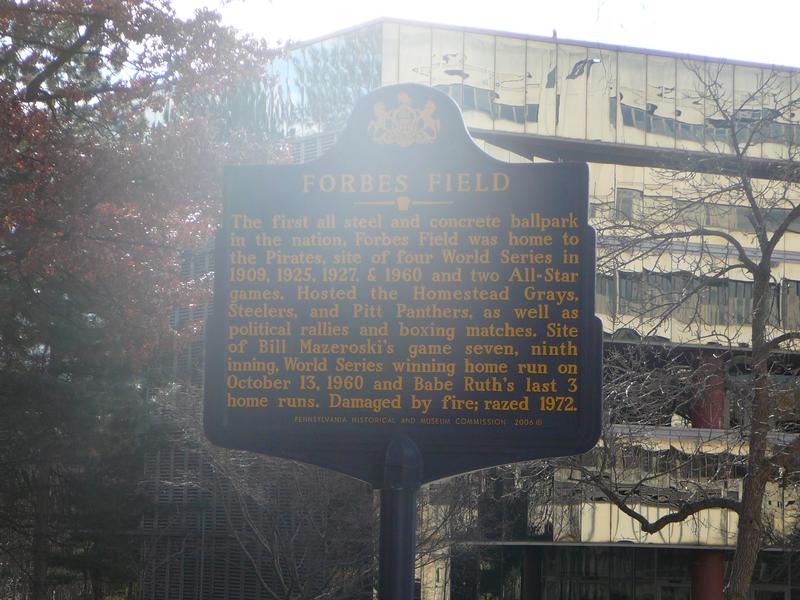 FORBES FIELD
The first all steel and concrete ballpark
in the nation, Forbes Field was home to
the Pirates, site of four World Series in
1909, 1925, 1927, & 1960 and two All-Star
games. Hosted the Homestead Grays,
Steelers, and Pitt Panthers, as well as
political rallies and boxing matches. Site
of Bill Mazeroski's game seven, ninth
inning, World Series winning home run on
October 13, 1960 and Babe Ruth's last 3
home runs. Damaged by fire; razed 1972.
PENNSYLVANIA HISTORICAL AND MUSEUM COMMISSION 2006 ©